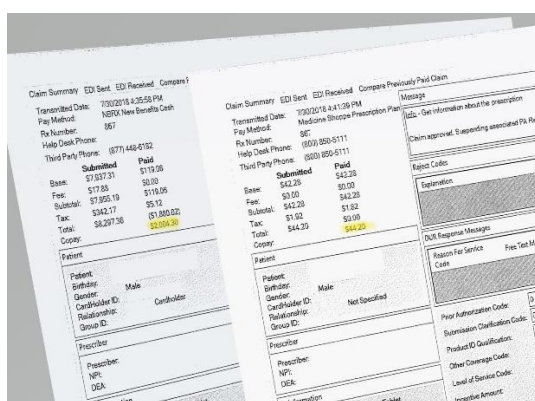 Claim Summary EDI Sent EDI Received Compare P
Transmitted Date: 7/30/2018 4:35:58 PM
Pay Method: NBRX New Benefits Cash
Rx Number: 867
Help Desk Phone:
Third Party Phone: (877) 448-6182
Submitted Paid
Base: $7,937.31 $119.06
Fee: $17.88 $0.00
Subtotal: $7,955.19 $119.06
Tax: $342.17 $5.12
Total: $8,297.36 ($1,880.82)
Copay: $2,004.30
Patient
Patient:
Birthday:
Gender: Male
CardHolder ID:
Relationship: Cardholder
Group ID:
Prescriber
Prescriber:
NPI:
DEA:
Claim Summary EDI Sent EDI Received Compare Previously Paid Claim
Transmitted Date: 7/30/2018 4:41:39 PM
Pay Method: Medicine Shoppe Prescription Plan
Rx Number: 867
Help Desk Phone: (800) 850-5111
Third Party Phone: (800) 850-5111
Submitted Paid
Base: $42.28 $42.28
Fee: $0.00 $0.00
Subtotal: $42.28 $42.28
Tax: $1.92 $1.92
Total: $44.20 $0.00
Copay: $44.20
Patient
Patient:
Birthday:
Gender: Male
CardHolder ID:
Relationship: Not Specified
Group ID:
Prescriber
Prescriber:
NPI:
DEA:
Message
Info - Get information about the prescription
Claim approved. Suspending associated PA Re
Reject Codes
Explanation
DUR Response Messages
Reason For Service Code Free Text M
Prior Authorization Code:
Submission Clarification Code:
Product ID Qualification:
Other Coverage Code:
Level of Service Code:
Incentive Amount: